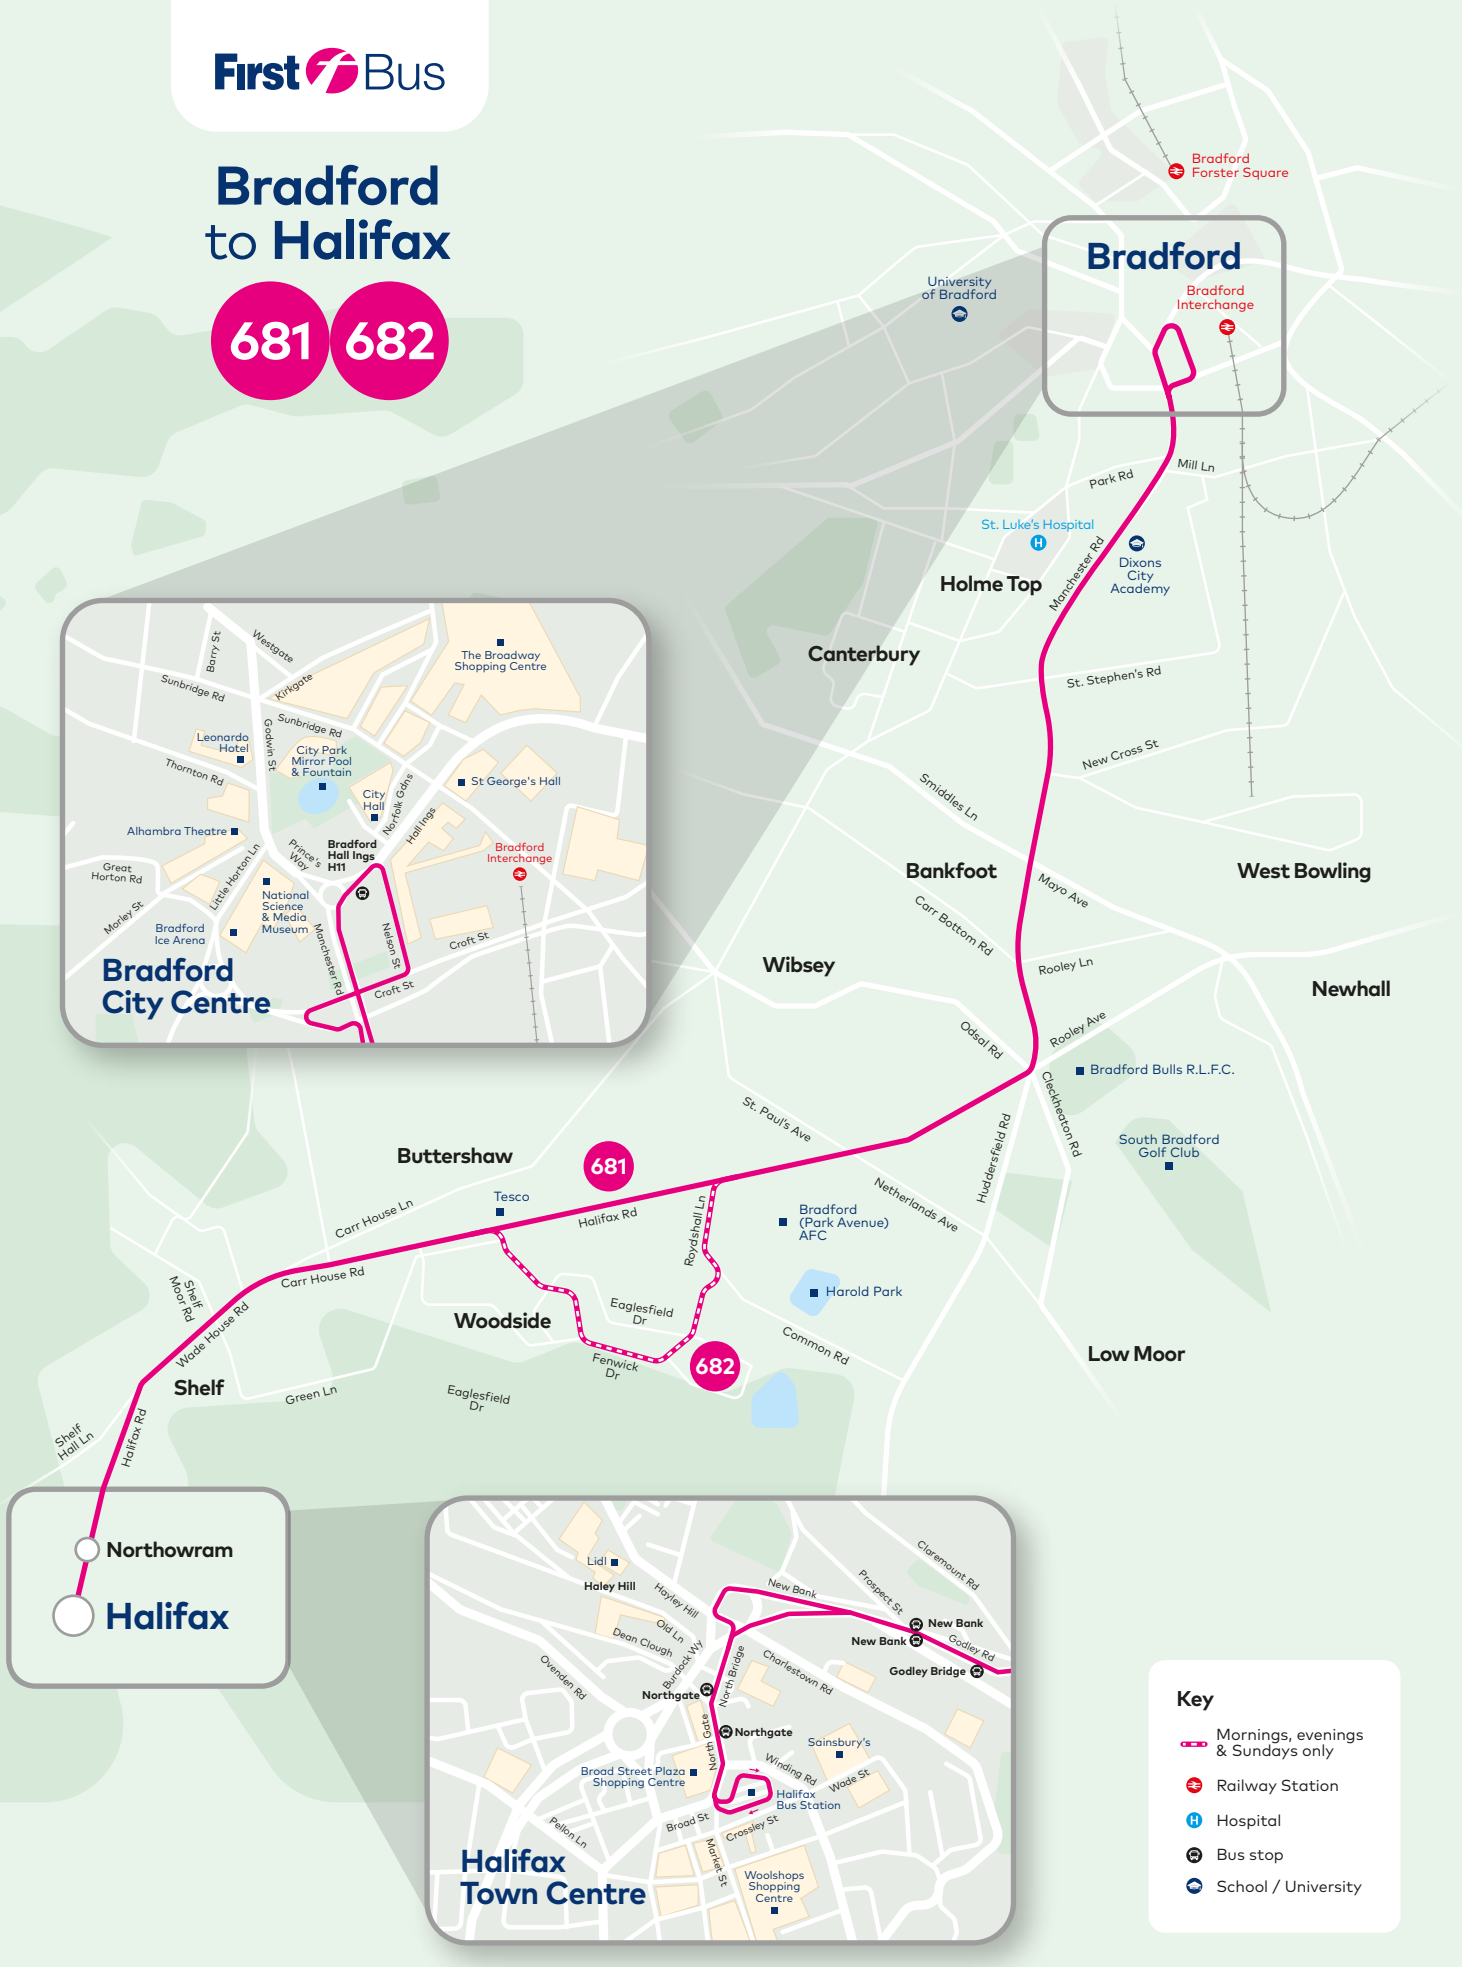 First Bus
Bradford
to Halifax
681 682
Bradford
Forster Square
Bradford
Bradford
Interchange
University
of Bradford
Park Rd
Mill Ln
St. Luke's Hospital
H
Manchester Rd
Dixons
City
Academy
Holme Top
Canterbury
St. Stephen's Rd
New Cross St
Smiddles Ln
Bankfoot
Mayo Ave
West Bowling
Carr Bottom Rd
Wibsey
Rooley Ln
Newhall
Odsal Rd
Rooley Ave
Bradford Bulls R.L.F.C.
Cleckheaton Rd
St. Paul's Ave
Huddersfield Rd
South Bradford
Golf Club
Buttershaw
681
Tesco
Carr House Ln
Halifax Rd
Roydshall Ln
Netherlands Ave
Bradford
(Park Avenue)
AFC
Carr House Rd
Shelf
Moor Rd
Wade House Rd
Harold Park
Woodside
Eaglesfield
Dr
Common Rd
Low Moor
Fenwick
Dr
682
Shelf
Green Ln
Eaglesfield
Dr
Shelf
Hall Ln
Halifax Rd
Northowram
Halifax
Barry St
Westgate
The Broadway
Shopping Centre
Sunbridge Rd
Kirkgate
Sunbridge Rd
Godwin St
Leonardo
Hotel
City Park
Mirror Pool
& Fountain
Thornton Rd
City
Hall
Norfolk Gdns
St George's Hall
Hall Ings
Alhambra Theatre
Prince's
Way
Bradford
Hall Ings
H11
Bradford
Interchange
Great
Horton Rd
Little Horton Ln
National
Science
& Media
Museum
Morley St
Bradford
Ice Arena
Manchester Rd
Nelson St
Croft St
Croft St
Bradford
City Centre
Lidl
Haley Hill
Hayley Hill
New Bank
Prospect St
Claremount Rd
Old Ln
Dean Clough
Burdock Wy
New Bank
New Bank
Godley Rd
Godley Bridge
Ovenden Rd
North Bridge
Charlestown Rd
Northgate
Northgate
North Gate
Sainsbury's
Broad Street Plaza
Shopping Centre
Winding Rd
Wade St
Halifax
Bus Station
Broad St
Crossley St
Pellon Ln
Market St
Woolshops
Shopping
Centre
Halifax
Town Centre
Key
Mornings, evenings
& Sundays only
Railway Station
H Hospital
Bus stop
School / University